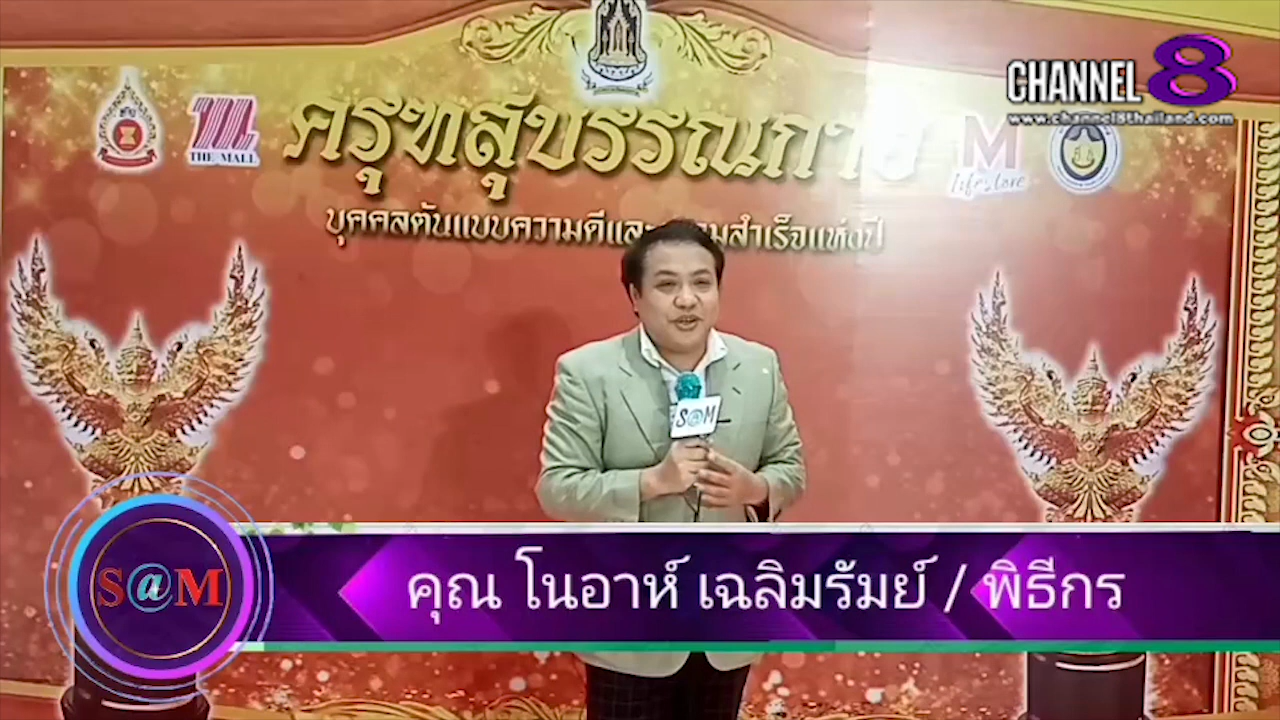 CHANNEL 8
www.channel8thailand.com
THE MALL
ครุฑสุบรรณกา
M
Lifestore
บุคคลต้นแบบความดีและ มสำเร็จแห่งปี
S@M
S@M
คุณ โนอาห์ เฉลิมรัมย์ / พิธีกร